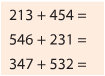 213 + 454 =
546 + 231 =
347 + 532 =